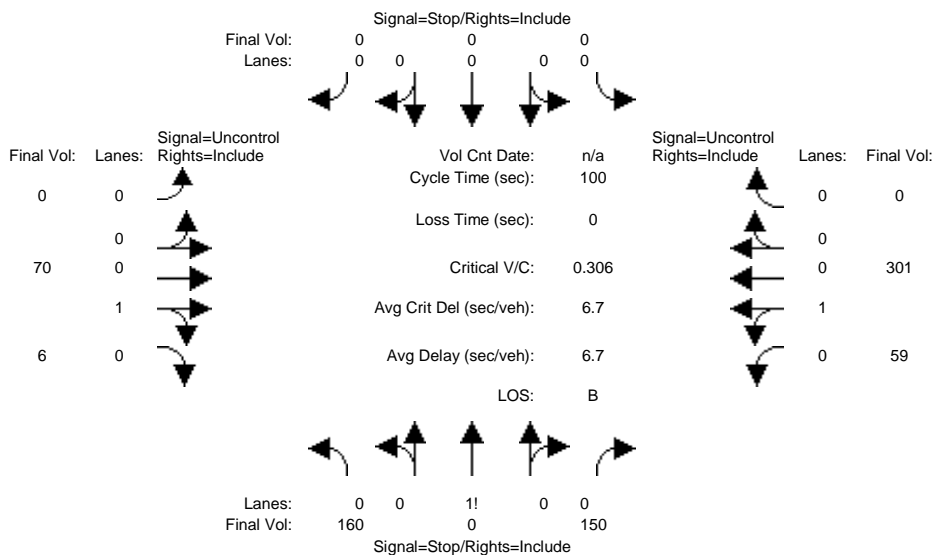 Signal=Stop/Rights=Include
Final Vol: 0 0 0
Lanes: 0 0 0 0 0
Signal=Uncontrol
Final Vol: Lanes: Rights=Include
Vol Cnt Date: n/a
Signal=Uncontrol
Rights=Include Lanes: Final Vol:
Cycle Time (sec): 100
0 0
0 0
Loss Time (sec): 0
0
0
70 0
Critical V/C: 0.306
0 301
1
Avg Crit Del (sec/veh): 6.7
1
6 0
Avg Delay (sec/veh): 6.7
0 59
LOS: B
Lanes: 0 0 1! 0 0
Final Vol: 160 0 150
Signal=Stop/Rights=Include